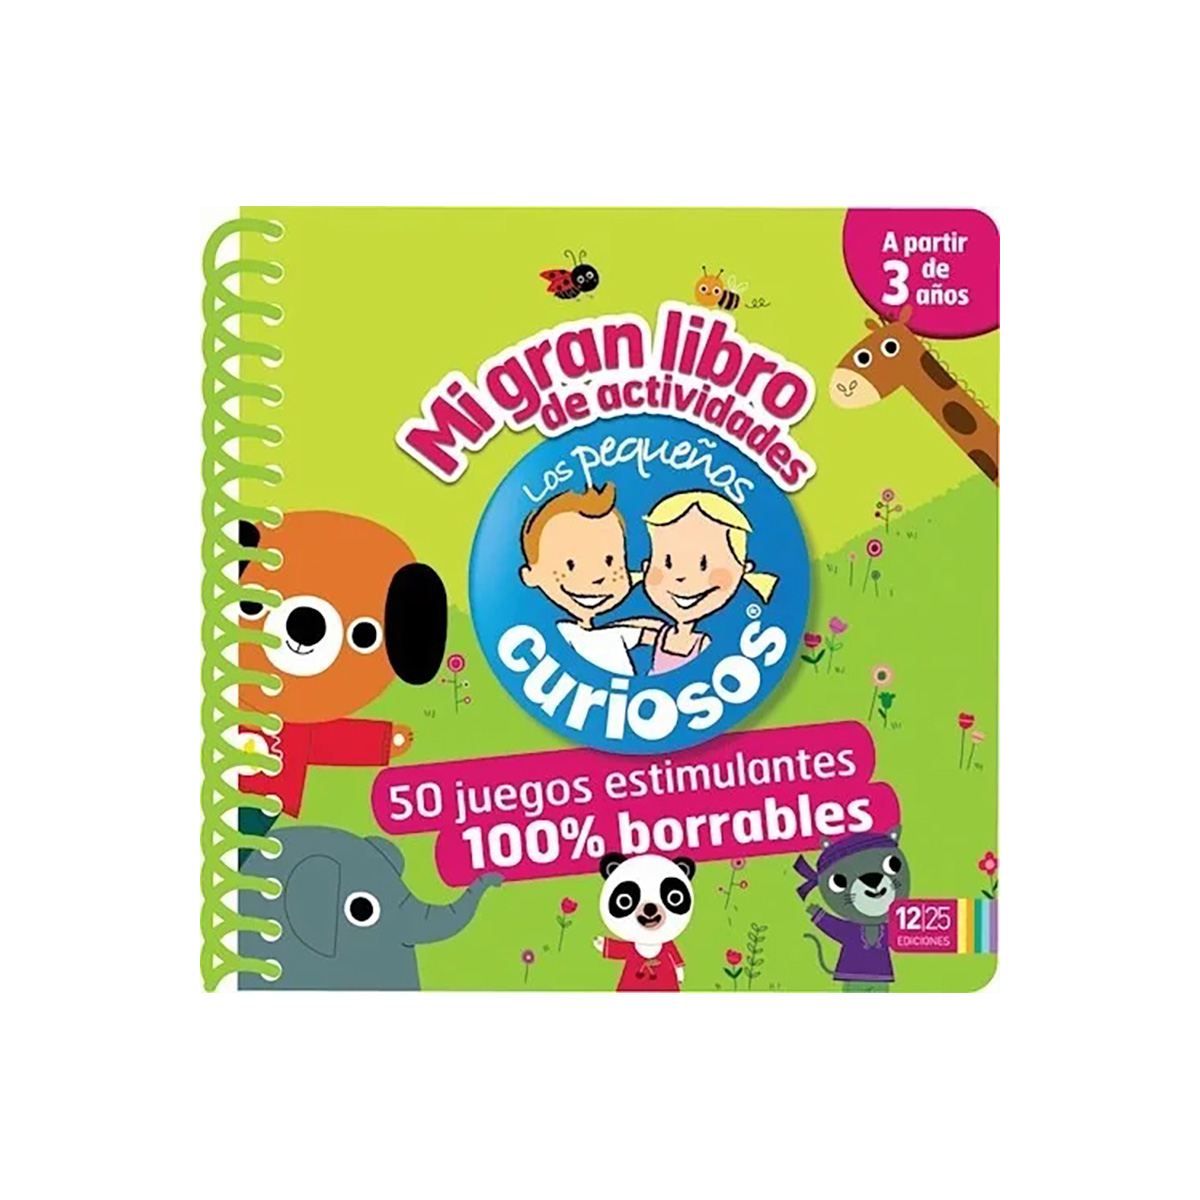 A partir
de
3 años
Mi gran libro
de actividades
Los pequeños
curiosos®
50 juegos estimulantes
100% borrables
12|25
EDICIONES